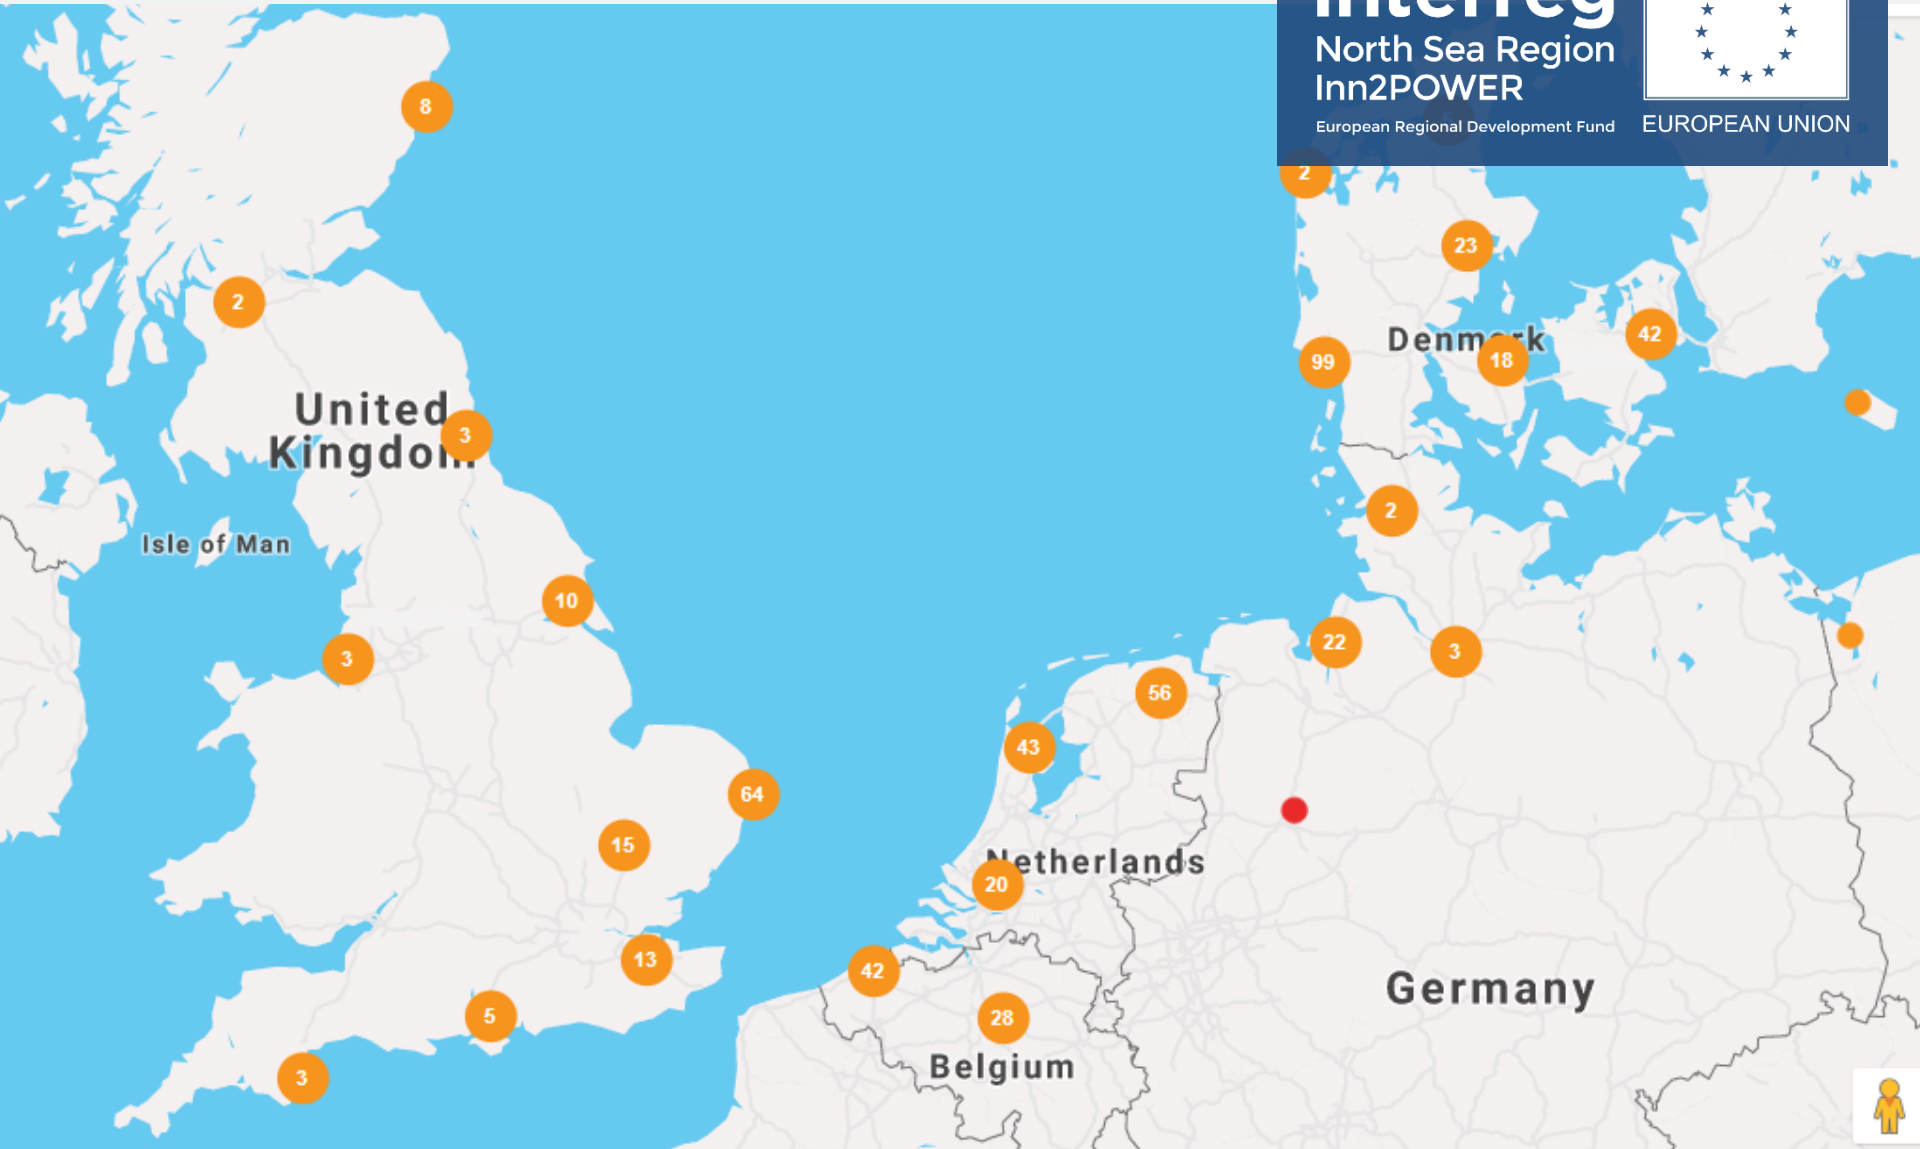 Interreg
North Sea Region
Inn2POWER
European Regional Development Fund
EUROPEAN UNION
8
2
23
2
Denmark
42
99
18
United
Kingdom
3
2
Isle of Man
10
22
3
3
56
43
64
15
Netherlands
20
13
42
Germany
5
28
Belgium
3